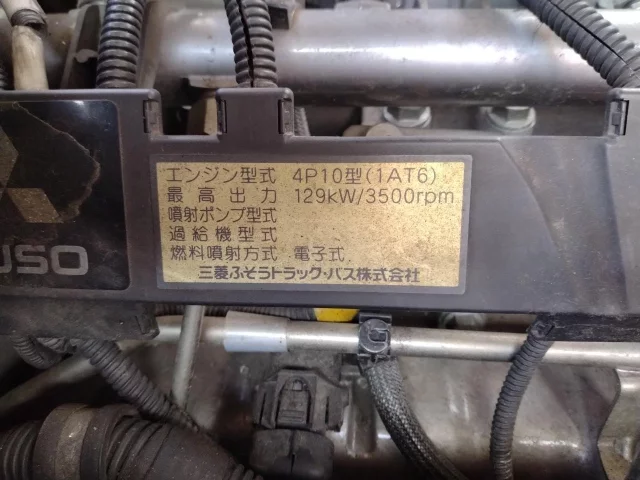 エンジン型式 4P10型(1AT6)
最高出力 129kW/3500rpm
噴射ポンプ型式
過給機型式
燃料噴射方式 電子式
三菱ふそうトラック・バス株式会社
USO